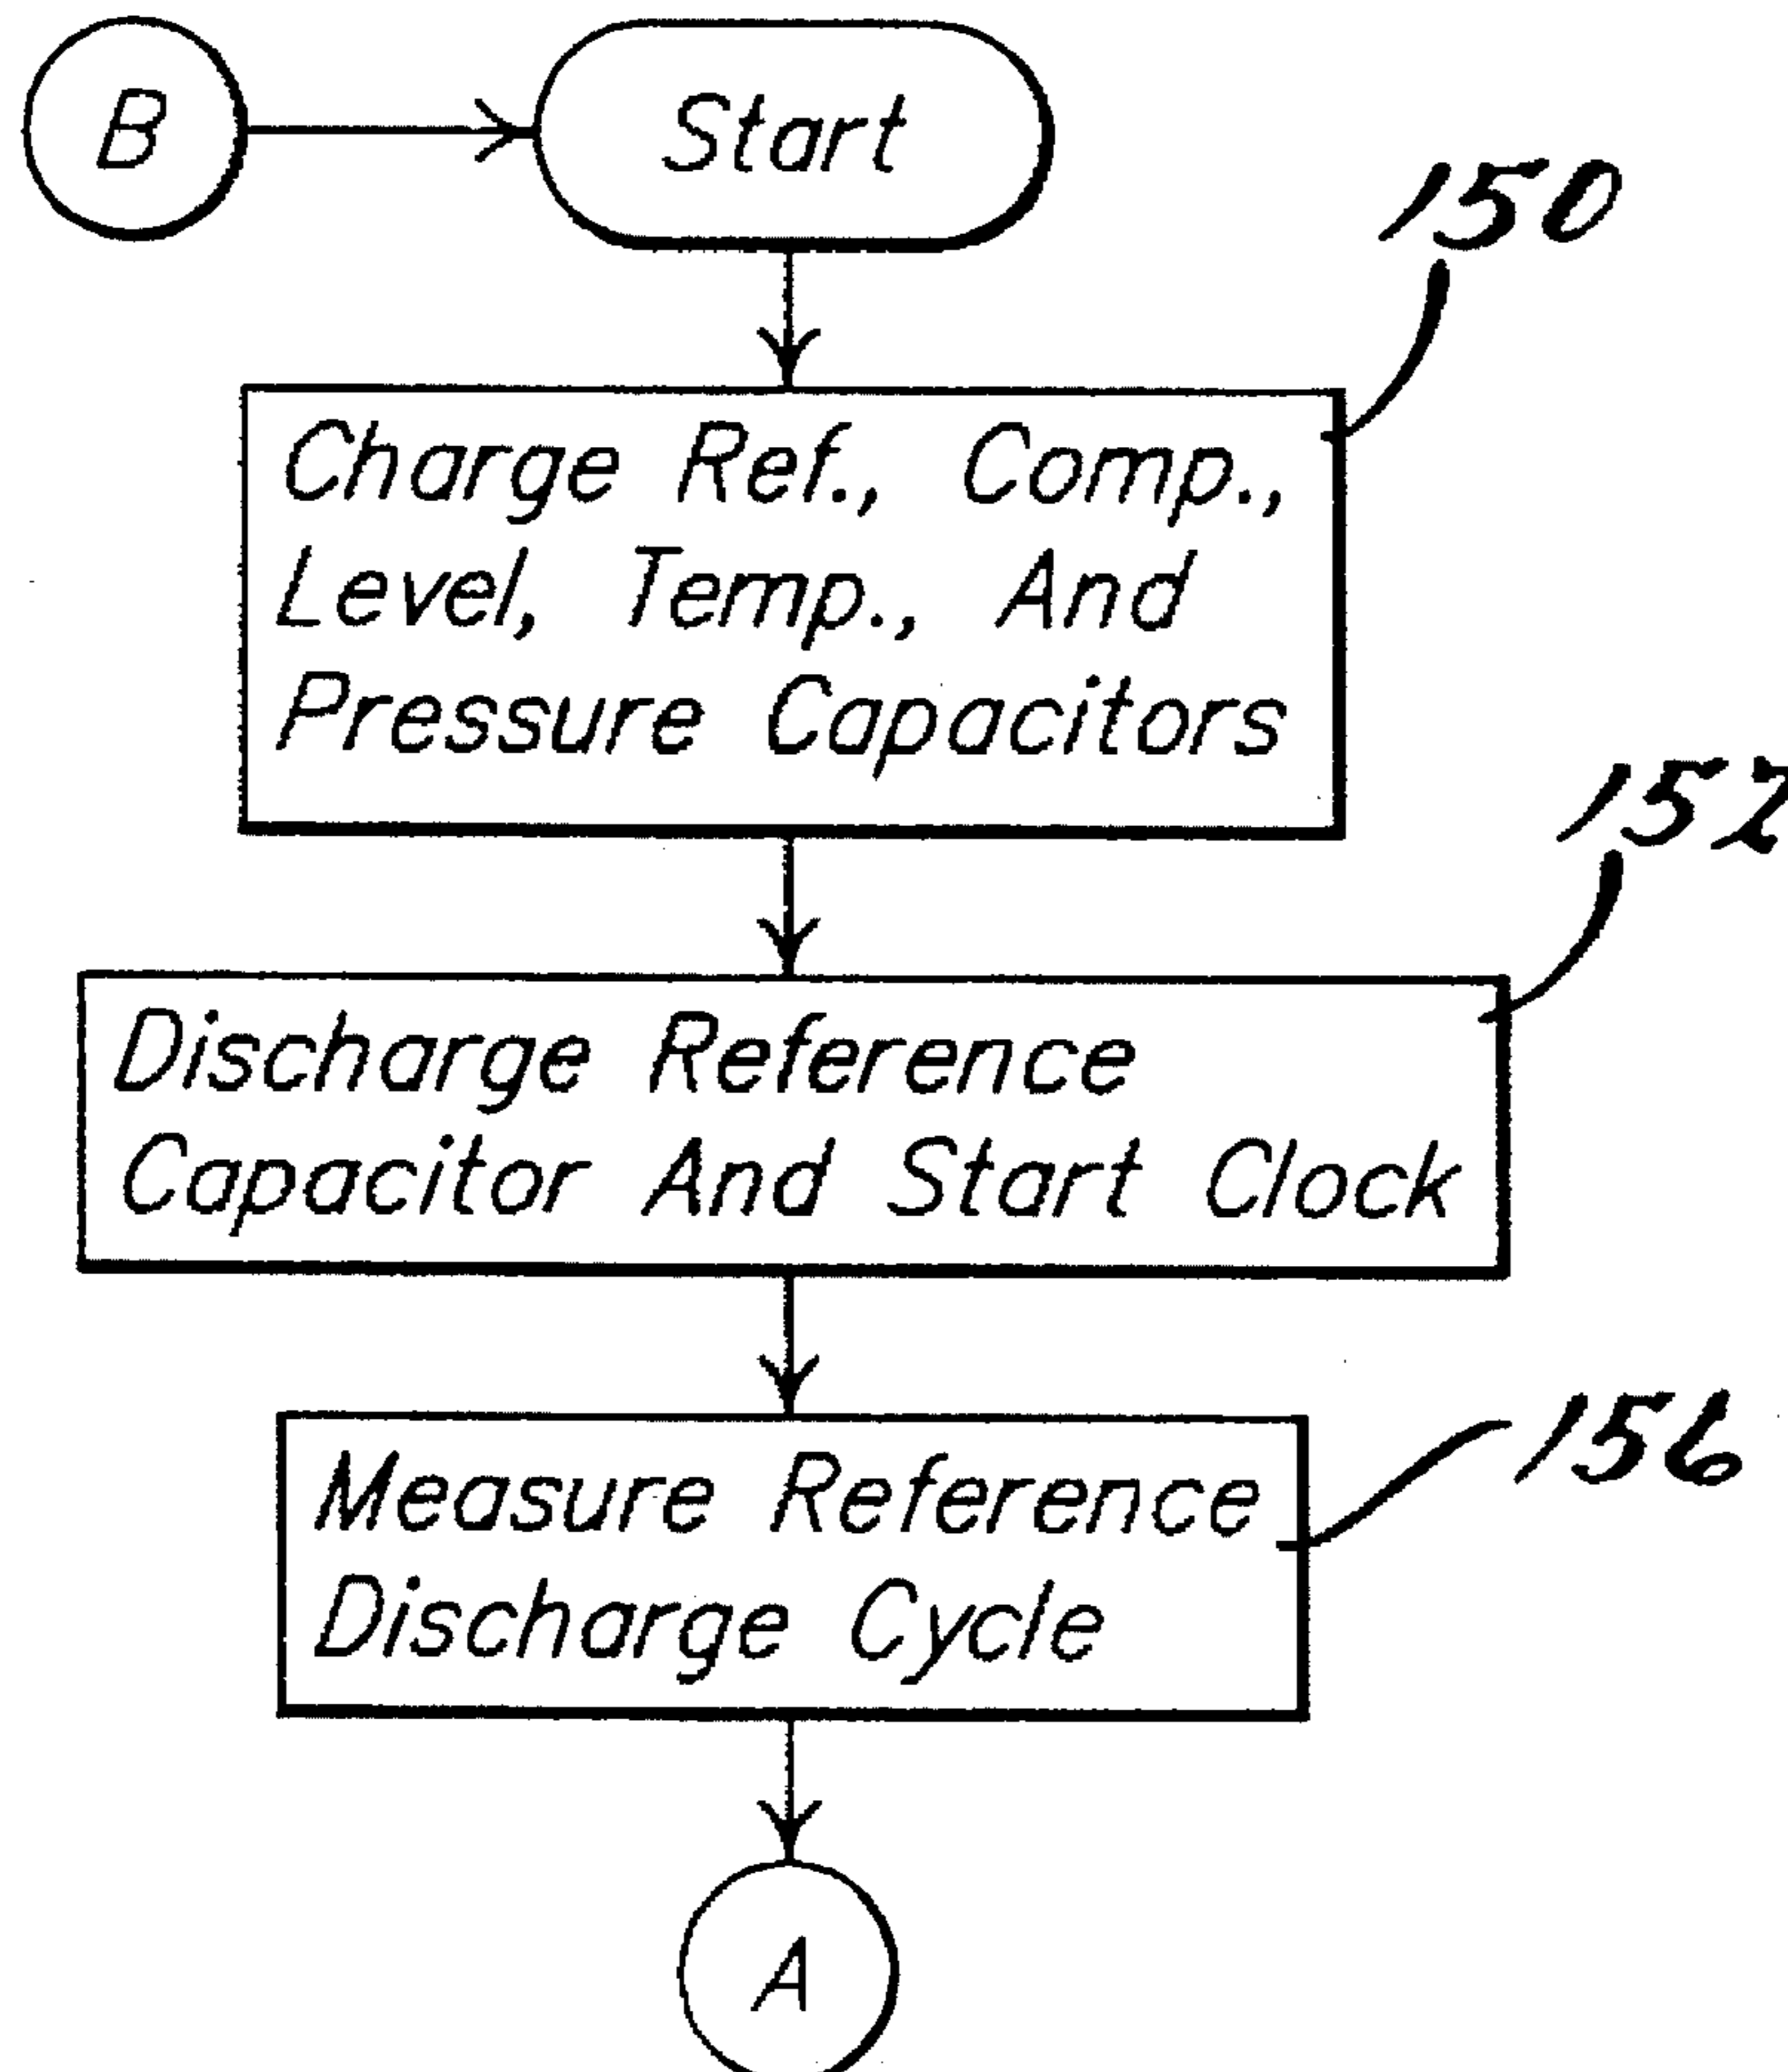 B
Start
150
Charge Ref., Comp.,
Level, Temp., And
Pressure Capacitors
152
Discharge Reference
Capacitor And Start Clock
156
Measure Reference
Discharge Cycle
A